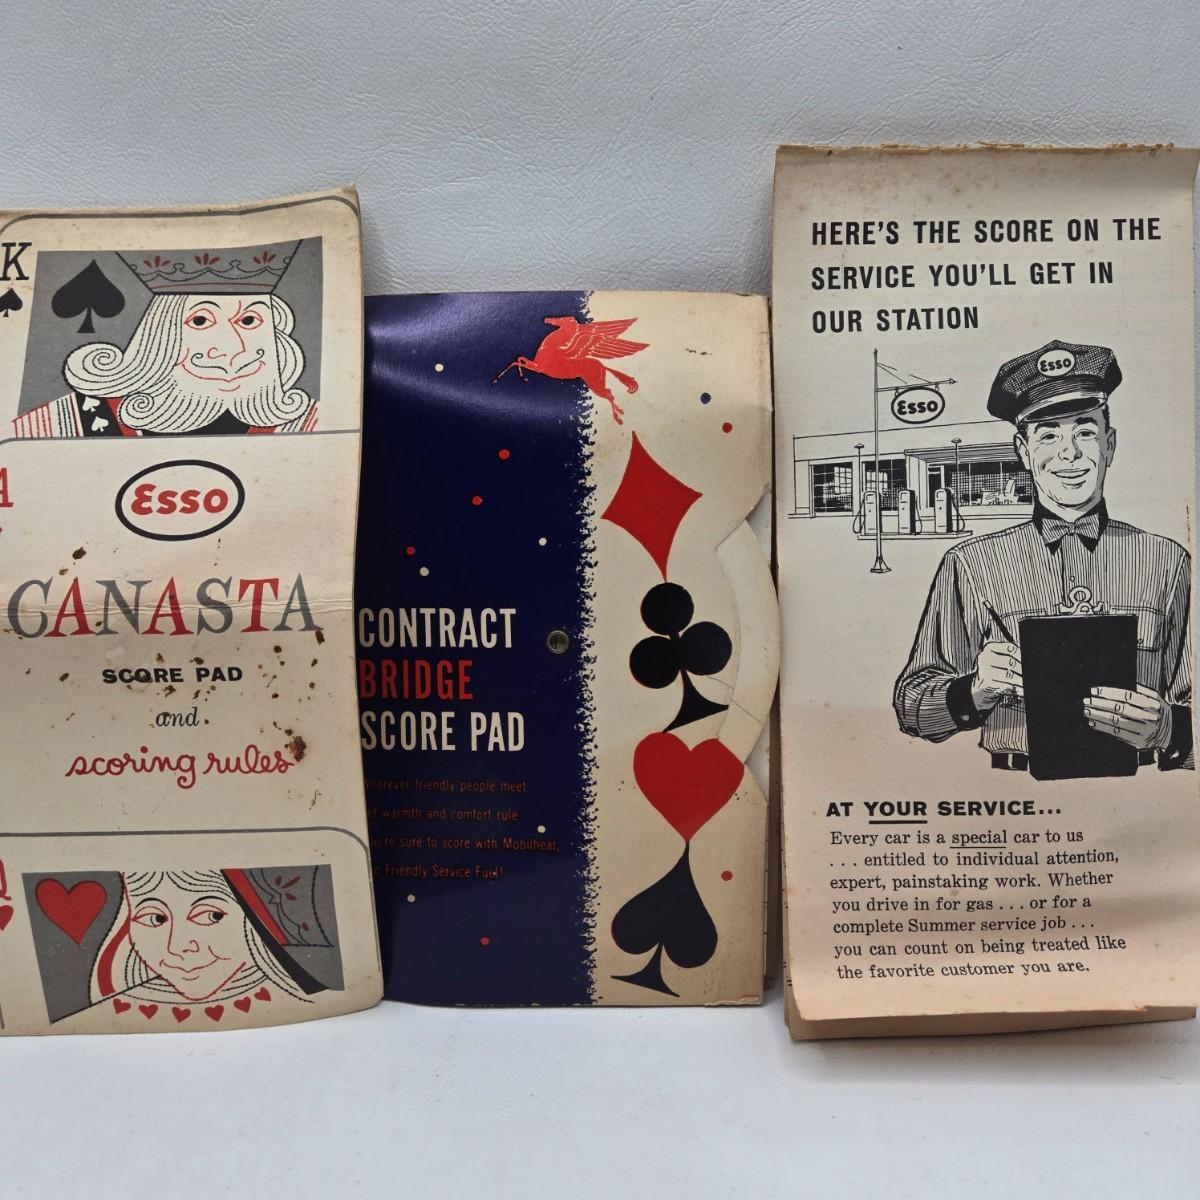 K
A
Esso
CANASTA
SCORE PAD
and
scoring rules
Q
CONTRACT
BRIDGE
SCORE PAD
Wherever friendly people meet
warmth and comfort rule.
You're sure to score with Mobilheat,
Friendly Service Fuel!
HERE'S THE SCORE ON THE
SERVICE YOU'LL GET IN
OUR STATION
Esso
Esso
AT YOUR SERVICE...
Every car is a special car to us
... entitled to individual attention,
expert, painstaking work. Whether
you drive in for gas ... or for a
complete Summer service job ...
you can count on being treated like
the favorite customer you are.